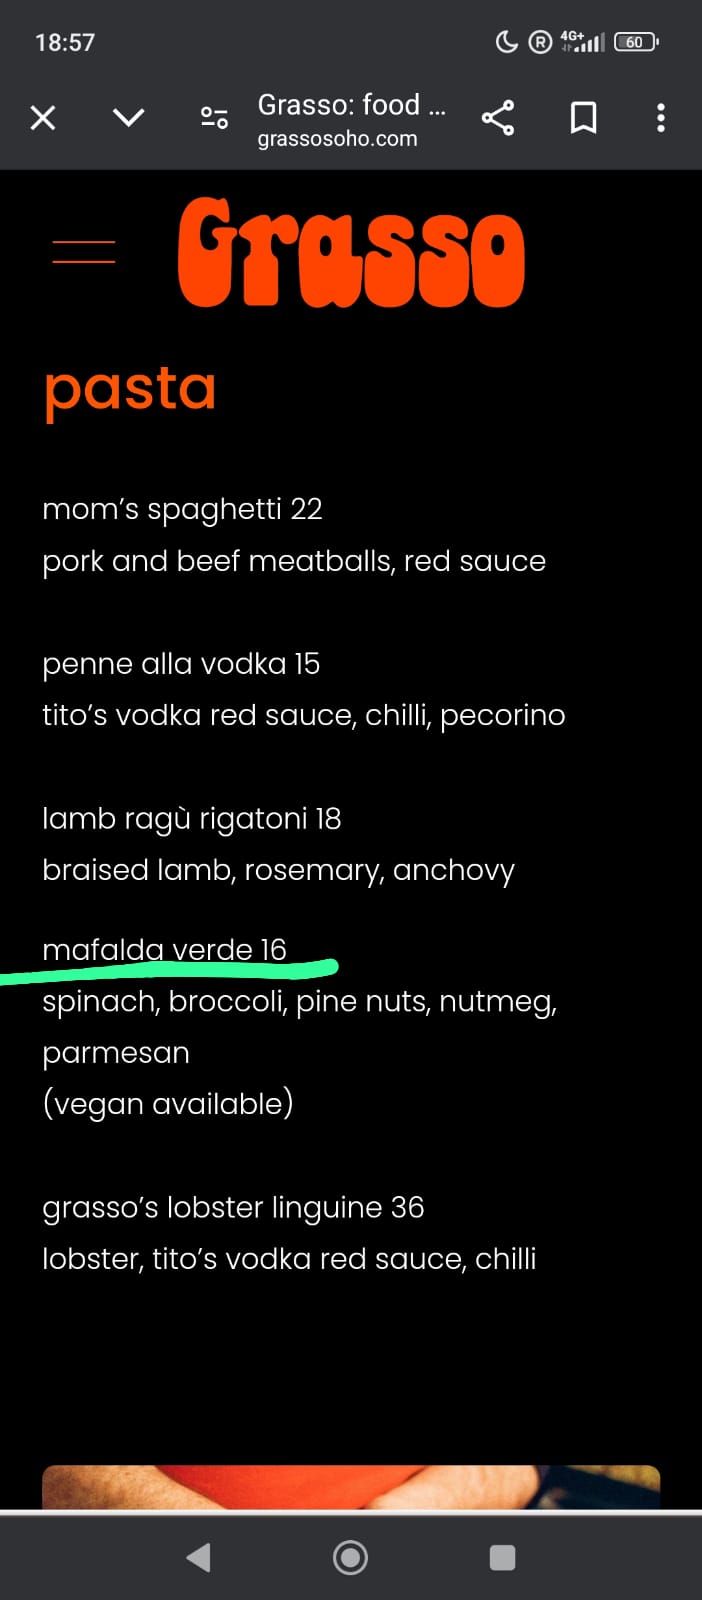 18:57
R 4G+ 60
Grasso: food ...
grassosoho.com
Grasso
pasta
mom's spaghetti 22
pork and beef meatballs, red sauce
penne alla vodka 15
tito's vodka red sauce, chilli, pecorino
lamb ragù rigatoni 18
braised lamb, rosemary, anchovy
mafalda verde 16
spinach, broccoli, pine nuts, nutmeg,
parmesan
(vegan available)
grasso's lobster linguine 36
lobster, tito's vodka red sauce, chilli